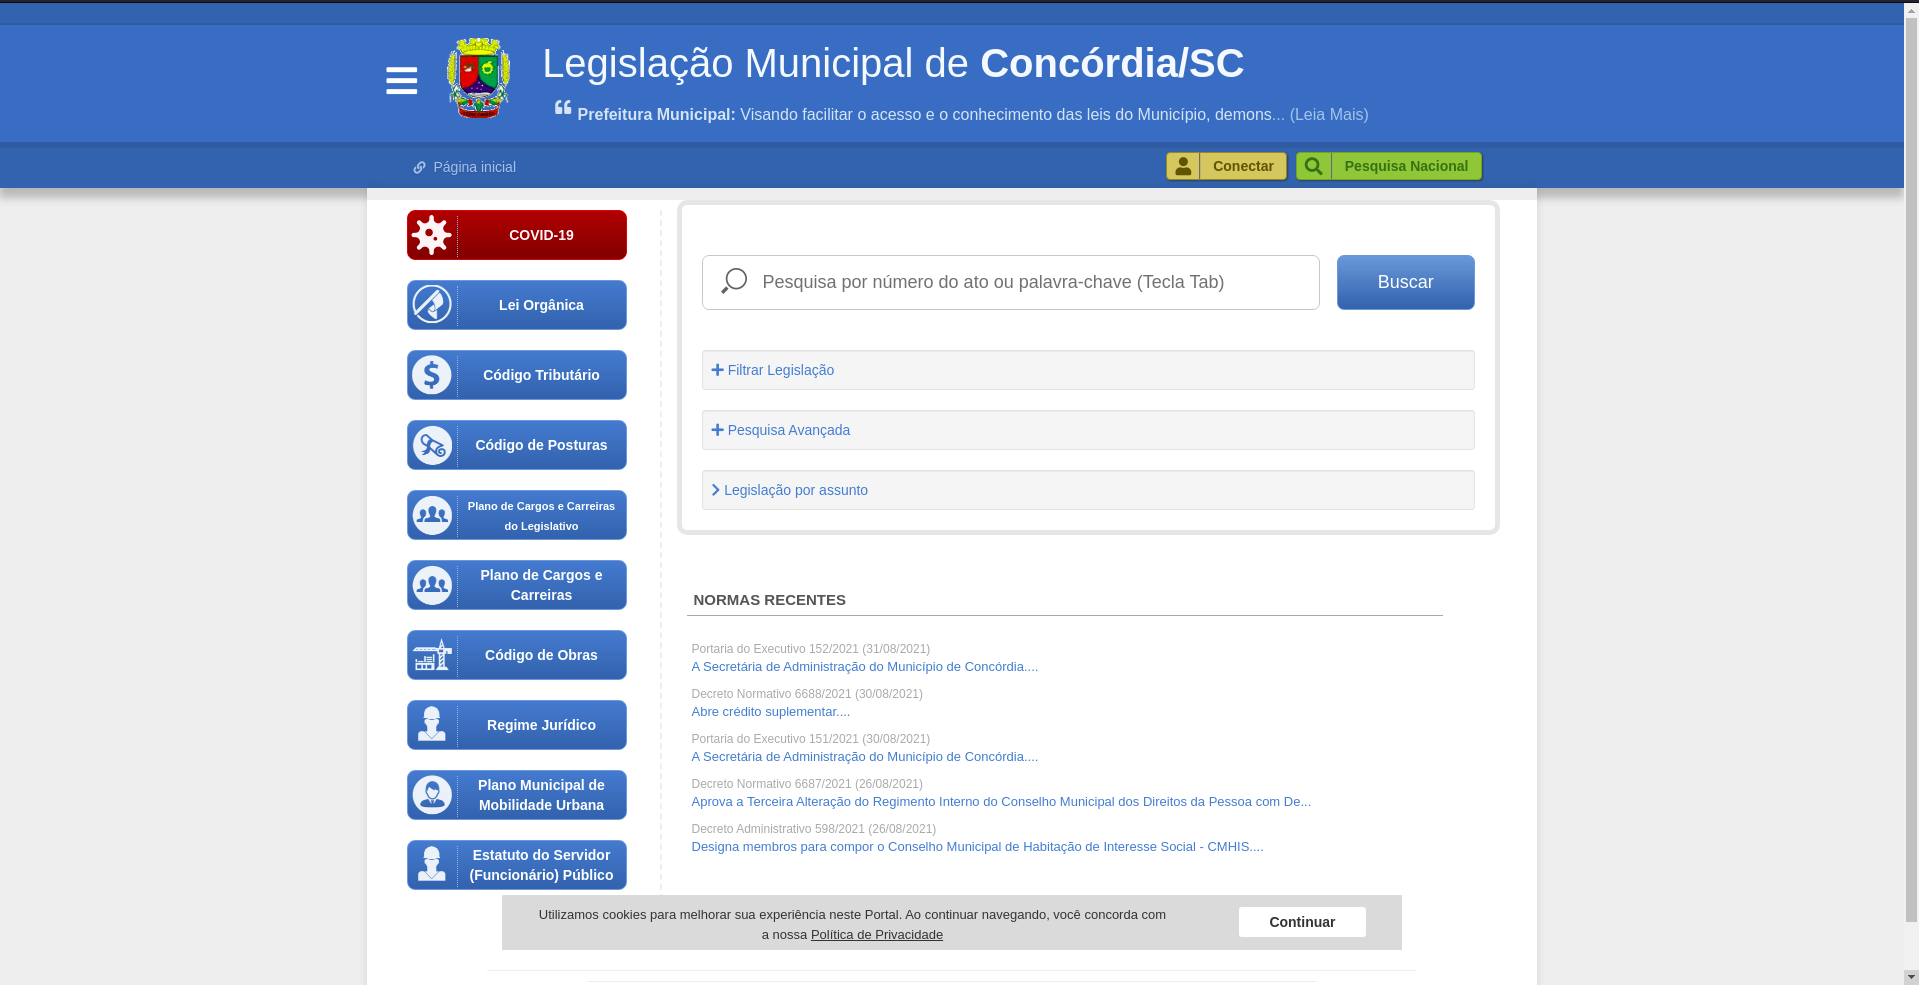 Legislação Municipal de Concórdia/SC
Prefeitura Municipal: Visando facilitar o acesso e o conhecimento das leis do Município, demons... (Leia Mais)
Página inicial
Conectar
Pesquisa Nacional
COVID-19
Lei Orgânica
Código Tributário
Código de Posturas
Plano de Cargos e Carreiras
do Legislativo
Plano de Cargos e
Carreiras
Código de Obras
Regime Jurídico
Plano Municipal de
Mobilidade Urbana
Estatuto do Servidor
(Funcionário) Público
Pesquisa por número do ato ou palavra-chave (Tecla Tab)
Buscar
Filtrar Legislação
Pesquisa Avançada
Legislação por assunto
NORMAS RECENTES
Portaria do Executivo 152/2021 (31/08/2021)
A Secretária de Administração do Município de Concórdia....
Decreto Normativo 6688/2021 (30/08/2021)
Abre crédito suplementar....
Portaria do Executivo 151/2021 (30/08/2021)
A Secretária de Administração do Município de Concórdia....
Decreto Normativo 6687/2021 (26/08/2021)
Aprova a Terceira Alteração do Regimento Interno do Conselho Municipal dos Direitos da Pessoa com De...
Decreto Administrativo 598/2021 (26/08/2021)
Designa membros para compor o Conselho Municipal de Habitação de Interesse Social - CMHIS....
Utilizamos cookies para melhorar sua experiência neste Portal. Ao continuar navegando, você concorda com
a nossa Política de Privacidade
Continuar